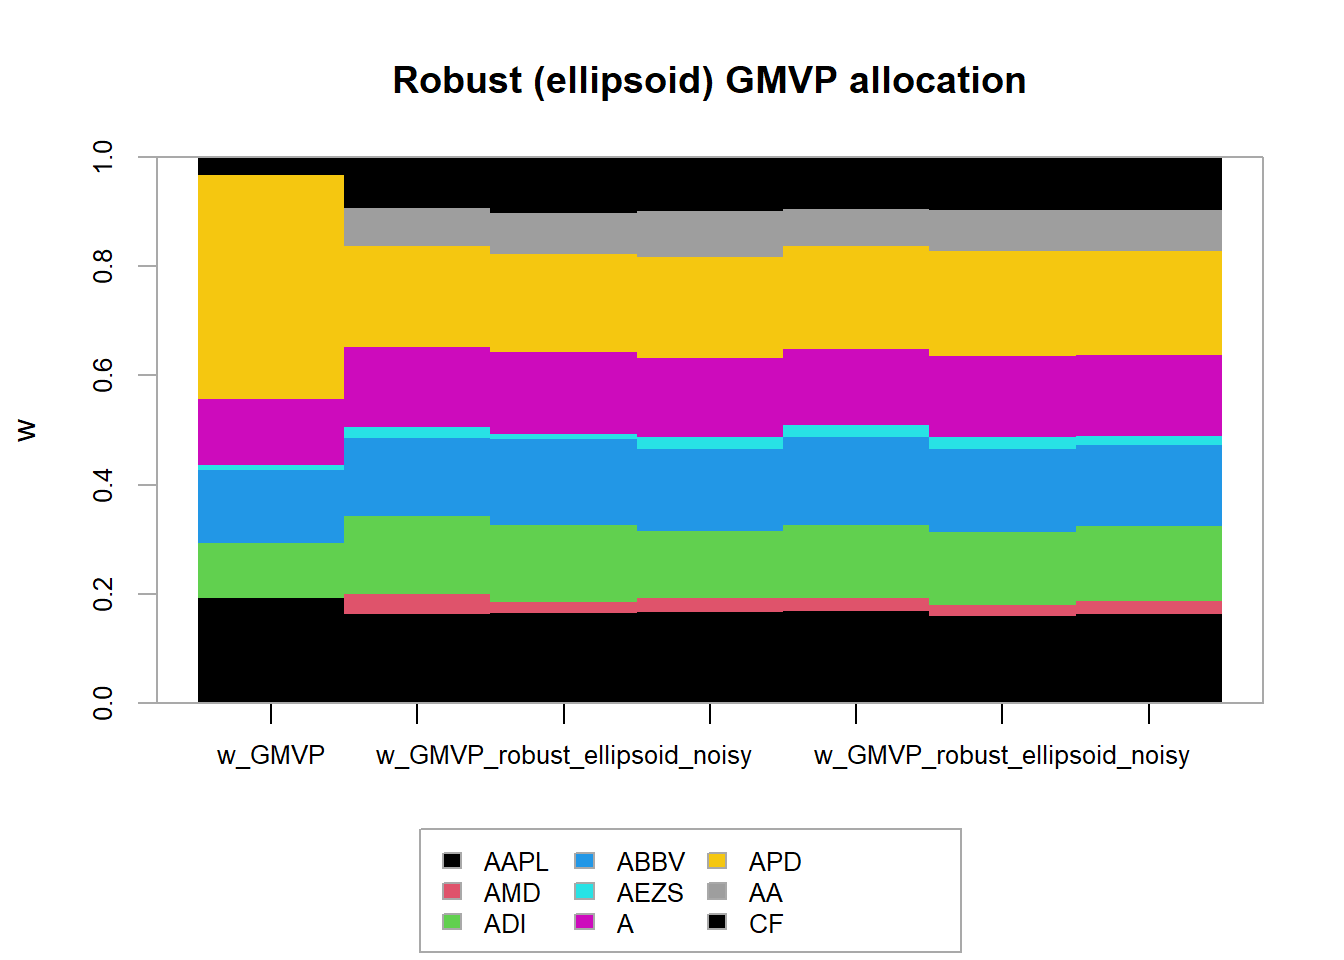 Robust (ellipsoid) GMVP allocation
1.0
0.8
0.6
0.4
0.2
0.0
w
w_GMVP w_GMVP_robust_ellipsoid_noisy w_GMVP_robust_ellipsoid_noisy
AAPL ABBV APD
AMD AEZS AA
ADI A CF